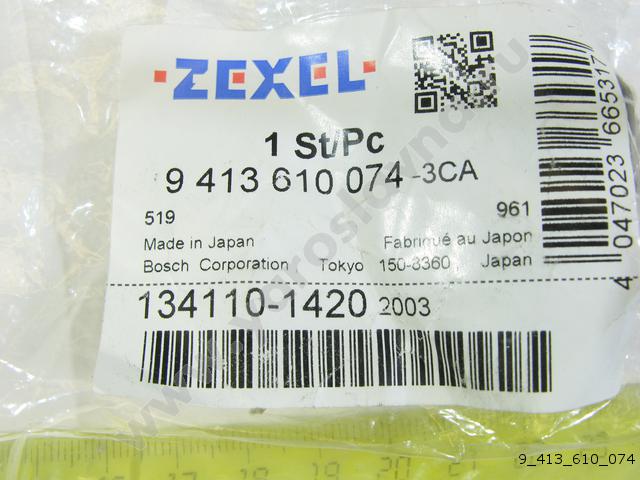 ZEXEL
1 St/Pc
9 413 610 074 -3CA
519 961
Made in Japan Fabriqué au Japon
Bosch Corporation Tokyo 150-8360 Japan
134110-1420 2003
4 047023 665317
9_413_610_074